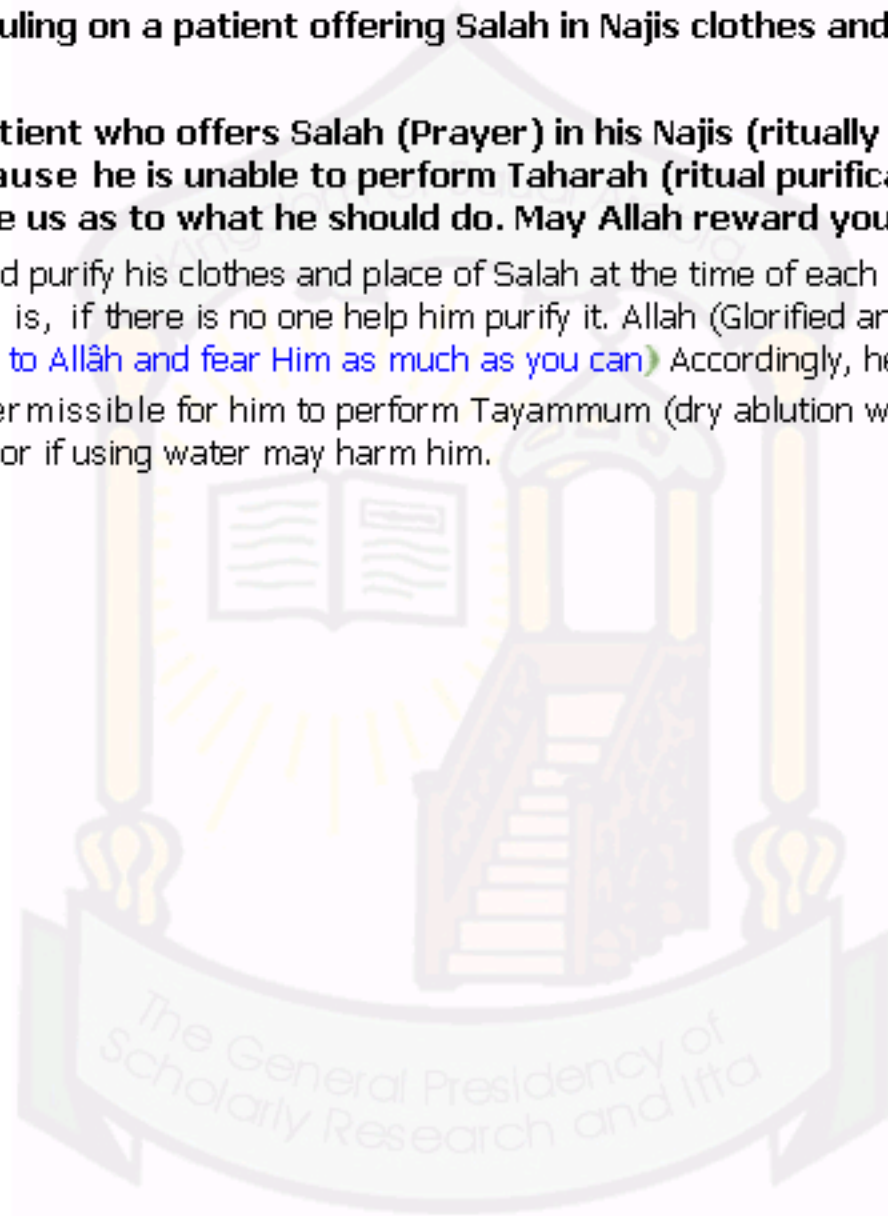 uling on a patient offering Salah in Najis clothes and
tient who offers Salah (Prayer) in his Najis (ritually
ause he is unable to perform Taharah (ritual purifica
e us as to what he should do. May Allah reward you
d purify his clothes and place of Salah at the time of each
is, if there is no one help him purify it. Allah (Glorified an
to Allâh and fear Him as much as you can) Accordingly, he
ermissible for him to perform Tayammum (dry ablution w
or if using water may harm him.
Kingdom of Saudi Arabia
The General Presidency of
Scholarly Research and Ifta